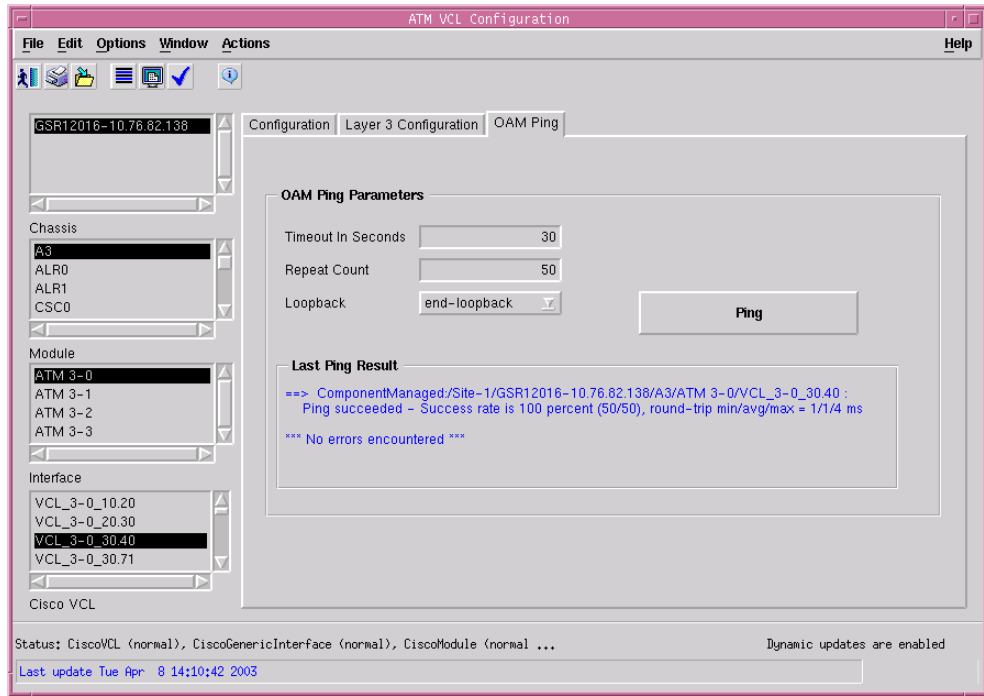 ATM VCL Configuration
File Edit Options Window Actions Help
GSR12016-10.76.82.138
Chassis
A3
ALR0
ALR1
CSC0
Module
ATM 3-0
ATM 3-1
ATM 3-2
ATM 3-3
Interface
VCL_3-0_10.20
VCL_3-0_20.30
VCL_3-0_30.40
VCL_3-0_30.71
Cisco VCL
Configuration Layer 3 Configuration OAM Ping
OAM Ping Parameters
Timeout In Seconds 30
Repeat Count 50
Loopback end-loopback
Ping
Last Ping Result
==> ComponentManaged:/Site-1/GSR12016-10.76.82.138/A3/ATM 3-0/VCL_3-0_30.40 :
Ping succeeded - Success rate is 100 percent (50/50), round-trip min/avg/max = 1/1/4 ms
*** No errors encountered ***
Status: CiscoVCL (normal), CiscoGenericInterface (normal), CiscoModule (normal ... Dynamic updates are enabled
Last update Tue Apr 8 14:10:42 2003